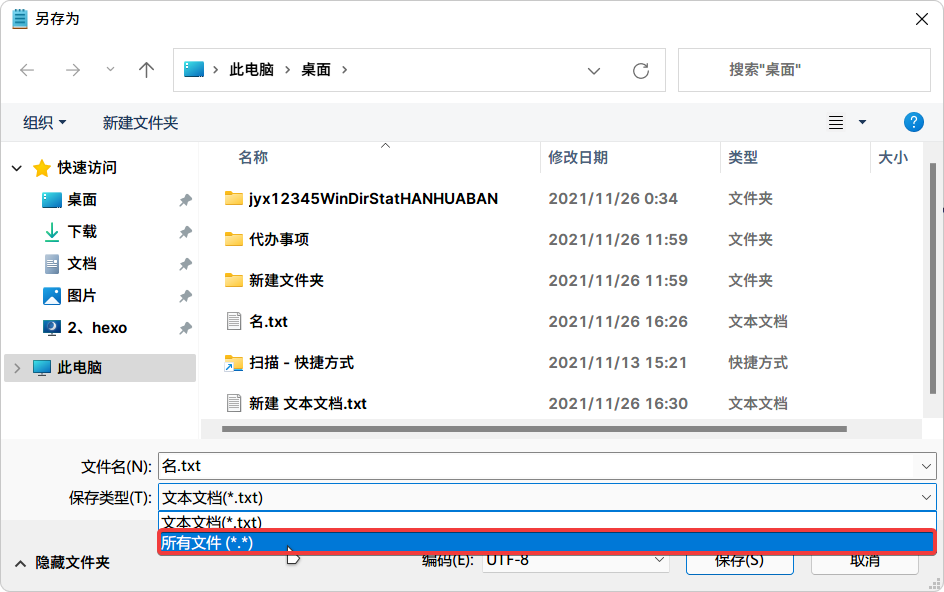 另存为
此电脑 桌面 搜索"桌面"
组织 新建文件夹 ?
名称 修改日期 类型 大小
快速访问
桌面
下载
文档
图片
2、hexo
此电脑
jyx12345WinDirStatHANHUABAN 2021/11/26 0:34 文件夹
代办事项 2021/11/26 11:59 文件夹
新建文件夹 2021/11/26 11:59 文件夹
名.txt 2021/11/26 16:26 文本文档
扫描 - 快捷方式 2021/11/13 15:21 快捷方式
新建 文本文档.txt 2021/11/26 16:30 文本文档
文件名(N): 名.txt
保存类型(T): 文本文档(*.txt)
文本文档(*.txt)
所有文件 (*.*)
隐藏文件夹 编码(E): UTF-8 保存(S) 取消